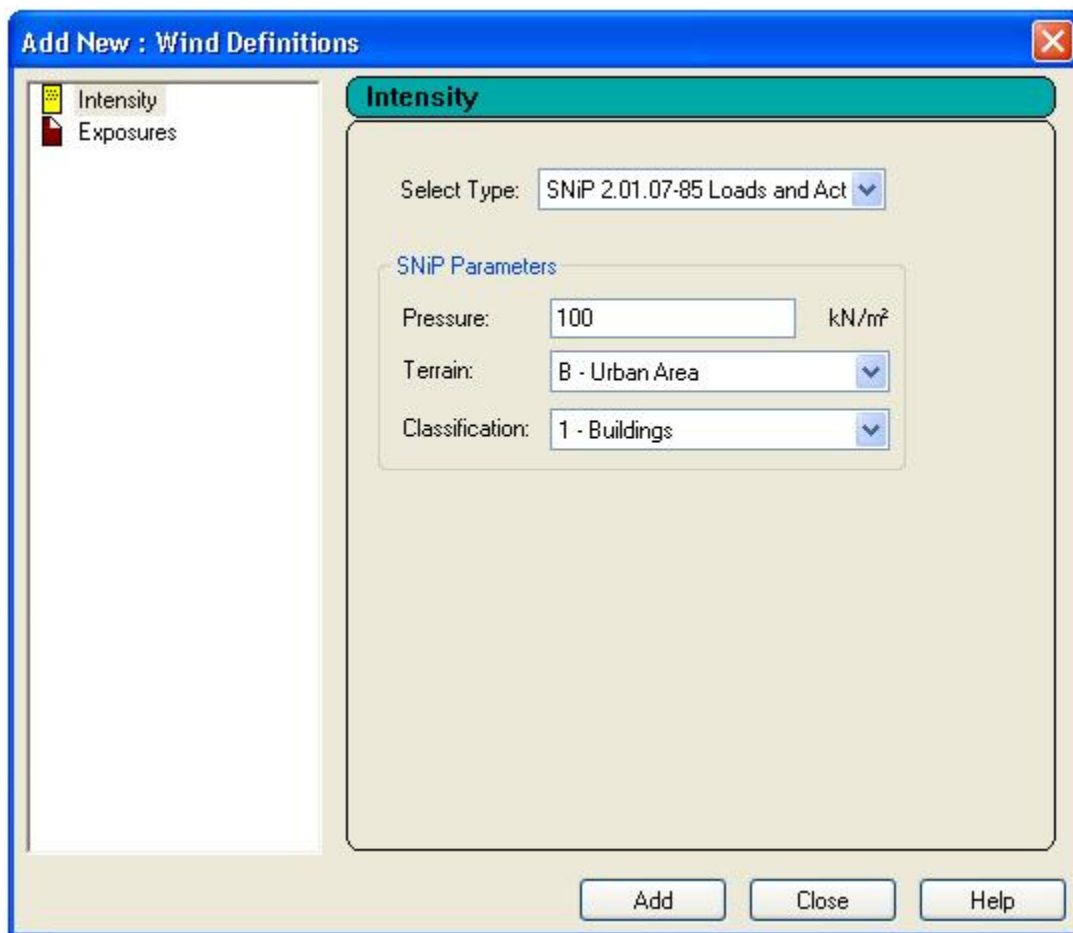 Add New : Wind Definitions
Intensity
Exposures
Intensity
Select Type: SNiP 2.01.07-85 Loads and Act
SNiP Parameters
Pressure: 100 kN/m²
Terrain: B - Urban Area
Classification: 1 - Buildings
Add Close Help